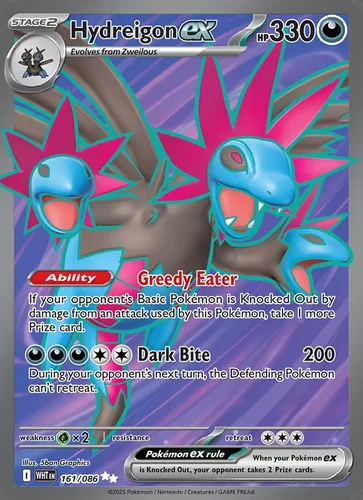 STAGE2 Hydreigon ex HP330
Evolves from Zweilous
Ability Greedy Eater
If your opponent's Basic Pokémon is Knocked Out by
damage from an attack used by this Pokémon, take 1 more
Prize card.
Dark Bite 200
During your opponent's next turn, the Defending Pokémon
can't retreat.
weakness ×2 resistance retreat
Illus. 5ban Graphics
I WHT EN 161/086
Pokémon ex rule When your Pokémon ex
is Knocked Out, your opponent takes 2 Prize cards.
©2025 Pokémon / Nintendo / Creatures / GAME FREAK